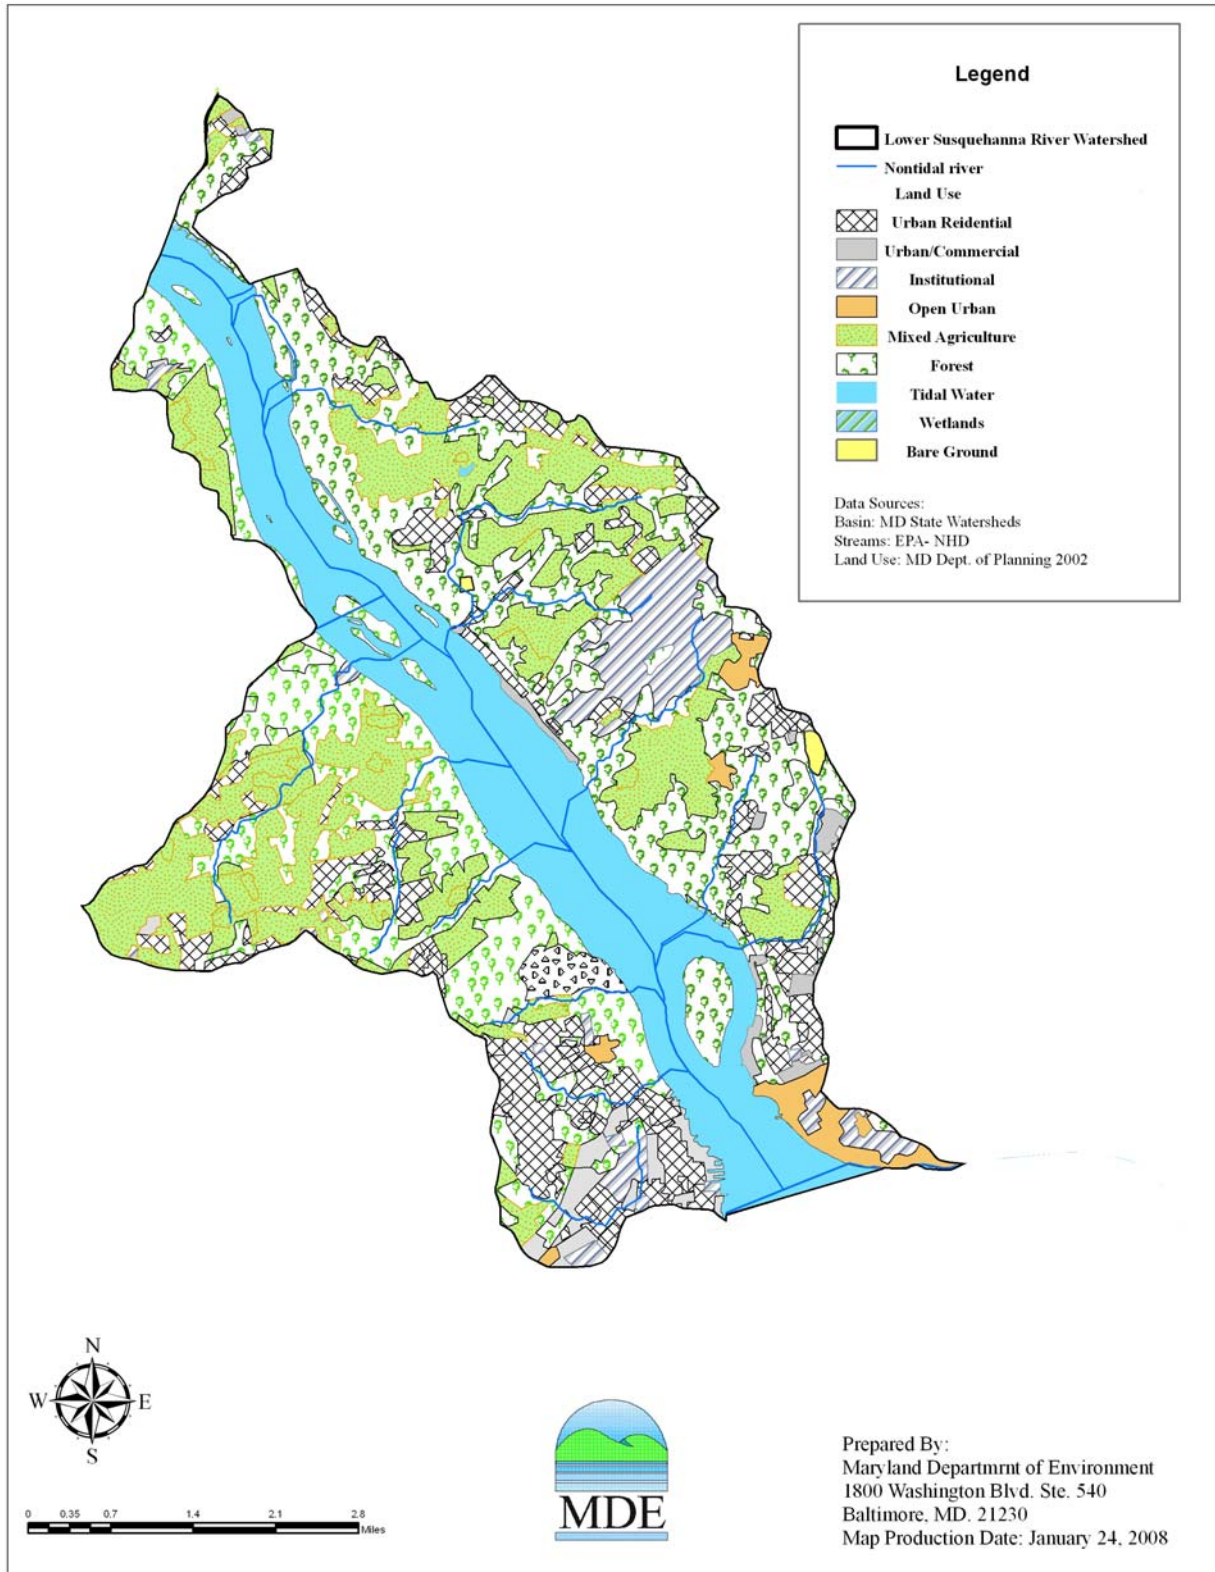 Legend
Lower Susquehanna River Watershed
Nontidal river
Land Use
Urban Reidential
Urban/Commercial
Institutional
Open Urban
Mixed Agriculture
Forest
Tidal Water
Wetlands
Bare Ground
Data Sources:
Basin: MD State Watersheds
Streams: EPA- NHD
Land Use: MD Dept. of Planning 2002
N
W E
S
0 0.35 0.7 1.4 2.1 2.8
Miles
MDE
Prepared By:
Maryland Departmrnt of Environment
1800 Washington Blvd. Ste. 540
Baltimore, MD. 21230
Map Production Date: January 24, 2008